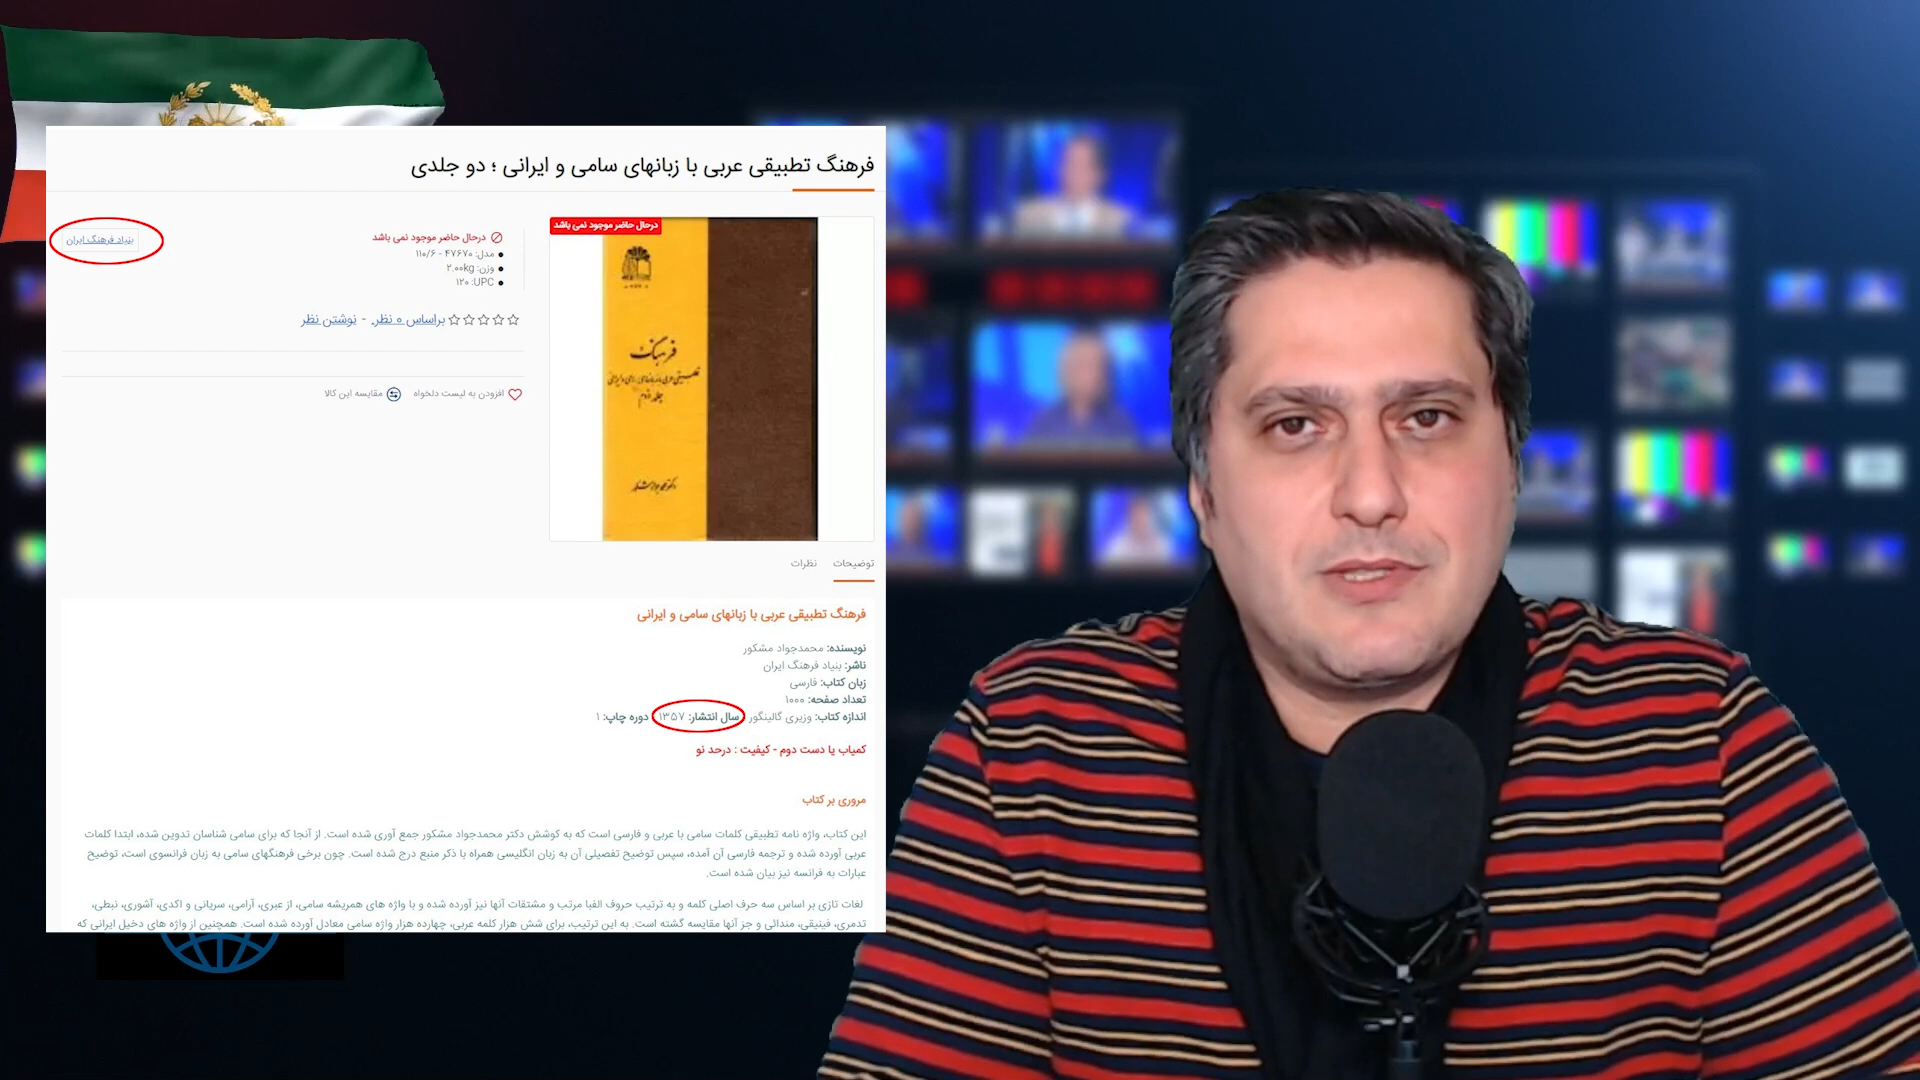 فرهنگ تطبیقی عربی با زبانهای سامی و ایرانی ؛ دو جلدی
درحال حاضر موجود نمی باشد
فرهنگ
جلد دوم
درحال حاضر موجود نمی باشد
مدل: ۴۷۶۷۰ - ۱۱۰/۶
وزن: ۲.۰۰kg
UPC: ۱۲۰
بنیاد فرهنگ ایران
براساس ۰ نظر. - نوشتن نظر
افزودن به لیست دلخواه
مقایسه این کالا
توضیحات
نظرات
فرهنگ تطبیقی عربی با زبانهای سامی و ایرانی
نویسنده: محمدجواد مشکور
ناشر: بنیاد فرهنگ ایران
زبان کتاب: فارسی
تعداد صفحه: ۱۰۰۰
اندازه کتاب: وزیری گالینگور سال انتشار: ۱۳۵۷ دوره چاپ: ۱
کمیاب یا دست دوم - کیفیت : درحد نو
مروری بر کتاب
این کتاب، واژه نامه تطبیقی کلمات سامی با عربی و فارسی است که به کوشش دکتر محمدجواد مشکور جمع آوری شده است. از آنجا که برای سامی شناسان تدوین شده، ابتدا کلمات
عربی آورده شده و ترجمه فارسی آن آمده، سپس توضیح تفصیلی آن به زبان انگلیسی همراه با ذکر منبع درج شده است. چون برخی فرهنگهای سامی به زبان فرانسوی است، توضیح
عبارات به فرانسه نیز بیان شده است.
لغات تازی بر اساس سه حرف اصلی کلمه و به ترتیب حروف الفبا مرتب و مشتقات آنها نیز آورده شده و با واژه های همریشه سامی، از عبری، آرامی، سریانی و اکدی، آشوری، نبطی،
تدمری، فینیقی، مندائی و جز آنها مقایسه گشته است. به این ترتیب، برای شش هزار کلمه عربی، چهارده هزار واژه سامی معادل آورده شده است. همچنین از واژه های دخیل ایرانی که